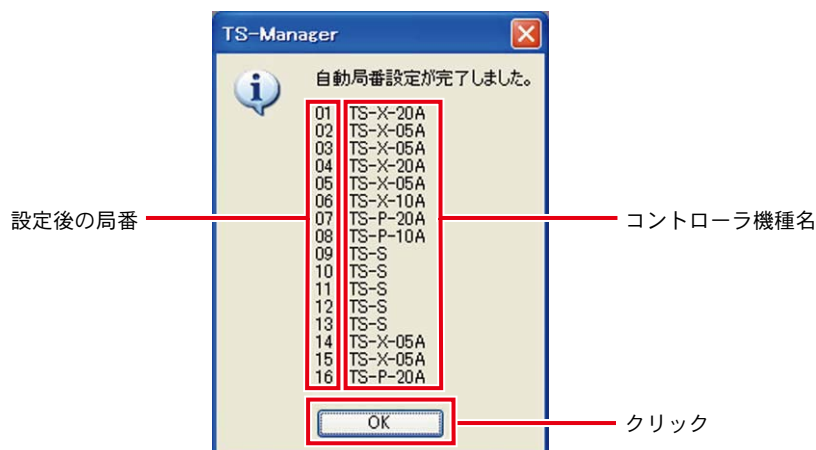 TS-Manager
自動局番設定が完了しました。
01 TS-X-20A
02 TS-X-05A
03 TS-X-05A
04 TS-X-20A
05 TS-X-05A
06 TS-X-10A
07 TS-P-20A
08 TS-P-10A
09 TS-S
10 TS-S
11 TS-S
12 TS-S
13 TS-S
14 TS-X-05A
15 TS-X-05A
16 TS-P-20A
設定後の局番
コントローラ機種名
OK
クリック